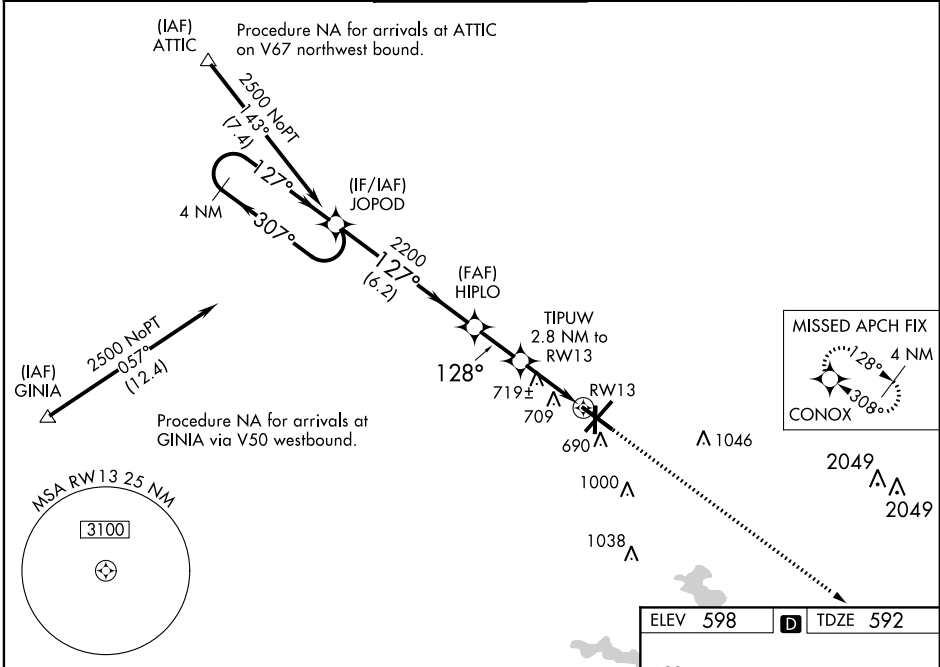 (IAF)
ATTIC
Procedure NA for arrivals at ATTIC
on V67 northwest bound.
2500 NoPT
143°
(7.4)
127°
4 NM
307°
(IF/IAF)
JOPOD
2200
127°
(6.2)
(FAF)
HIPLO
TIPUW
2.8 NM to
RW13
128°
719±
709
RW13
690
1046
1000
1038
2049
2049
MISSED APCH FIX
128°
4 NM
308°
CONOX
2500 NoPT
057°
(12.4)
(IAF)
GINIA
Procedure NA for arrivals at
GINIA via V50 westbound.
MSA RW13 25 NM
3100
ELEV 598 D TDZE 592